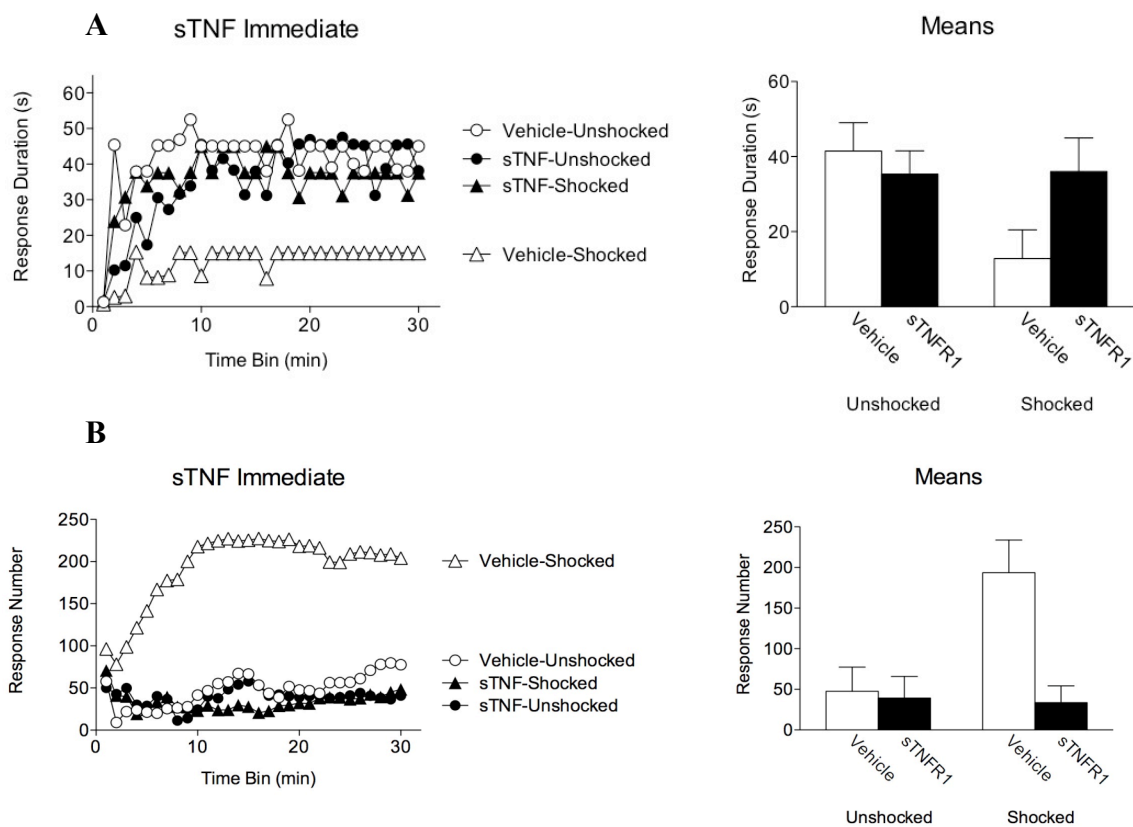 A
sTNF Immediate
Response Duration (s)
60
50
40
30
20
10
0
0 10 20 30
Time Bin (min)
Vehicle-Unshocked
sTNF-Unshocked
sTNF-Shocked
Vehicle-Shocked
Means
Response Duration (s)
60
40
20
0
Vehicle sTNFR1 Vehicle sTNFR1
Unshocked Shocked
B
sTNF Immediate
Response Number
250
200
150
100
50
0
0 10 20 30
Time Bin (min)
Vehicle-Shocked
Vehicle-Unshocked
sTNF-Shocked
sTNF-Unshocked
Means
Response Number
250
200
150
100
50
0
Vehicle sTNFR1 Vehicle sTNFR1
Unshocked Shocked